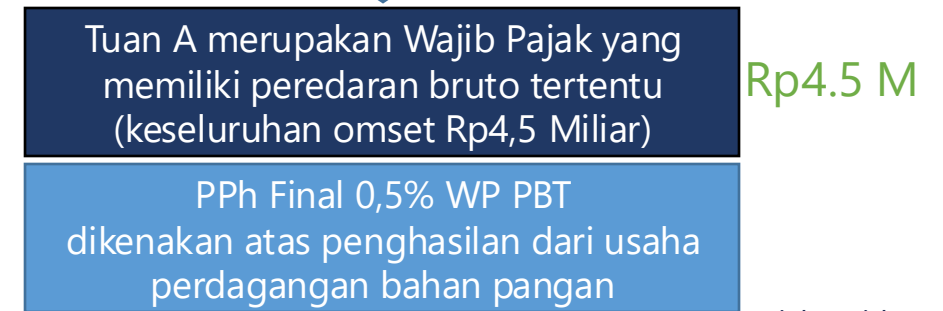 Tuan A merupakan Wajib Pajak yang
memiliki peredaran bruto tertentu
(keseluruhan omset Rp4,5 Miliar)
Rp4.5 M
PPh Final 0,5% WP PBT
dikenakan atas penghasilan dari usaha
perdagangan bahan pangan